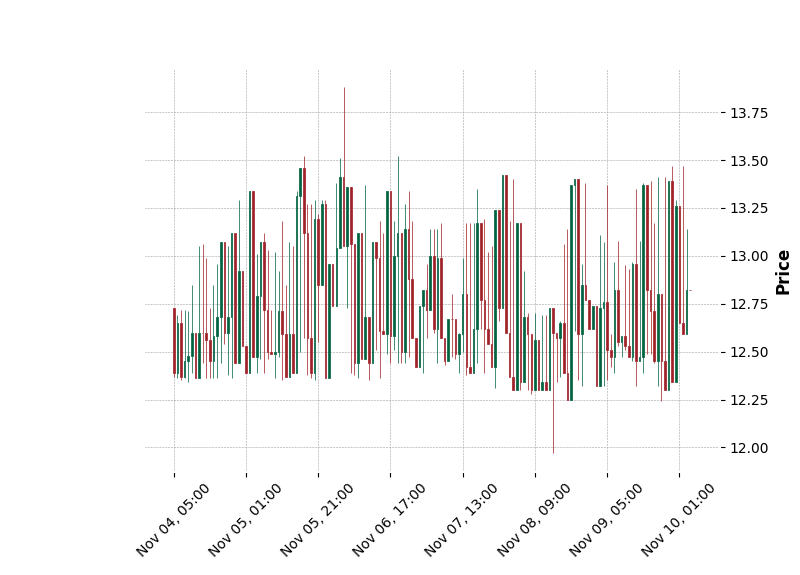 13.75
13.50
13.25
13.00
12.75
12.50
12.25
12.00
Price
Nov 04, 05:00
Nov 05, 01:00
Nov 05, 21:00
Nov 06, 17:00
Nov 07, 13:00
Nov 08, 09:00
Nov 09, 05:00
Nov 10, 01:00